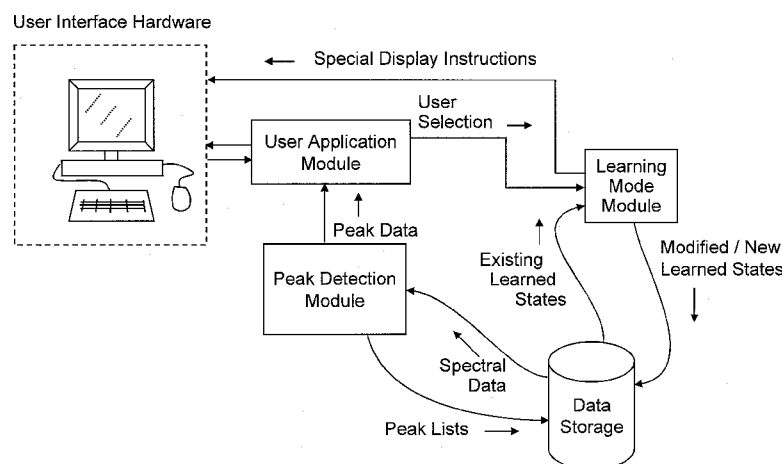 User Interface Hardware
Special Display Instructions
User
Selection
User Application
Module
Learning
Mode
Module
Peak Data
Peak Detection
Module
Existing
Learned
States
Modified / New
Learned States
Spectral
Data
Data
Storage
Peak Lists